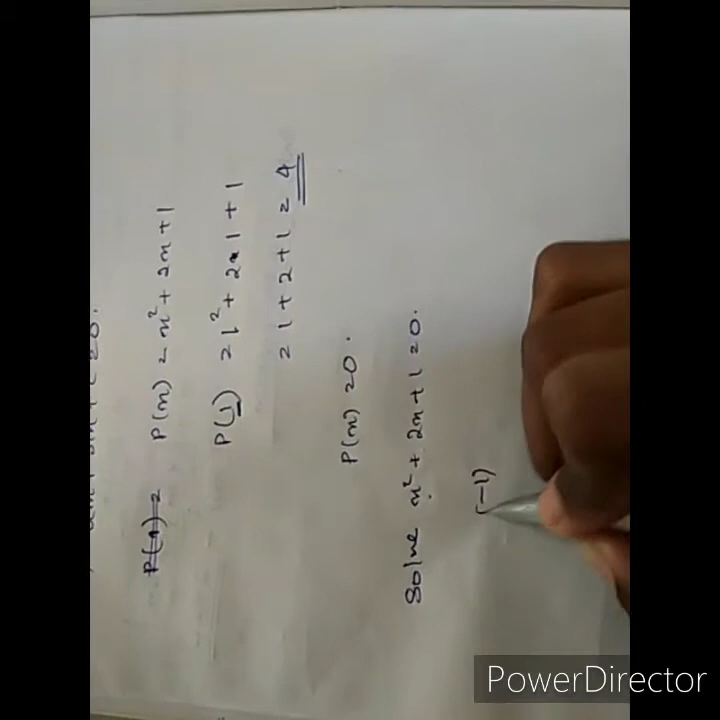 P(1) = P(x) = x² + 2x + 1
P(1) = 1² + 2×1 + 1
= 1 + 2 + 1 = 4
P(x) = 0.
Solve x² + 2x + 1 = 0.
(-1)
PowerDirector